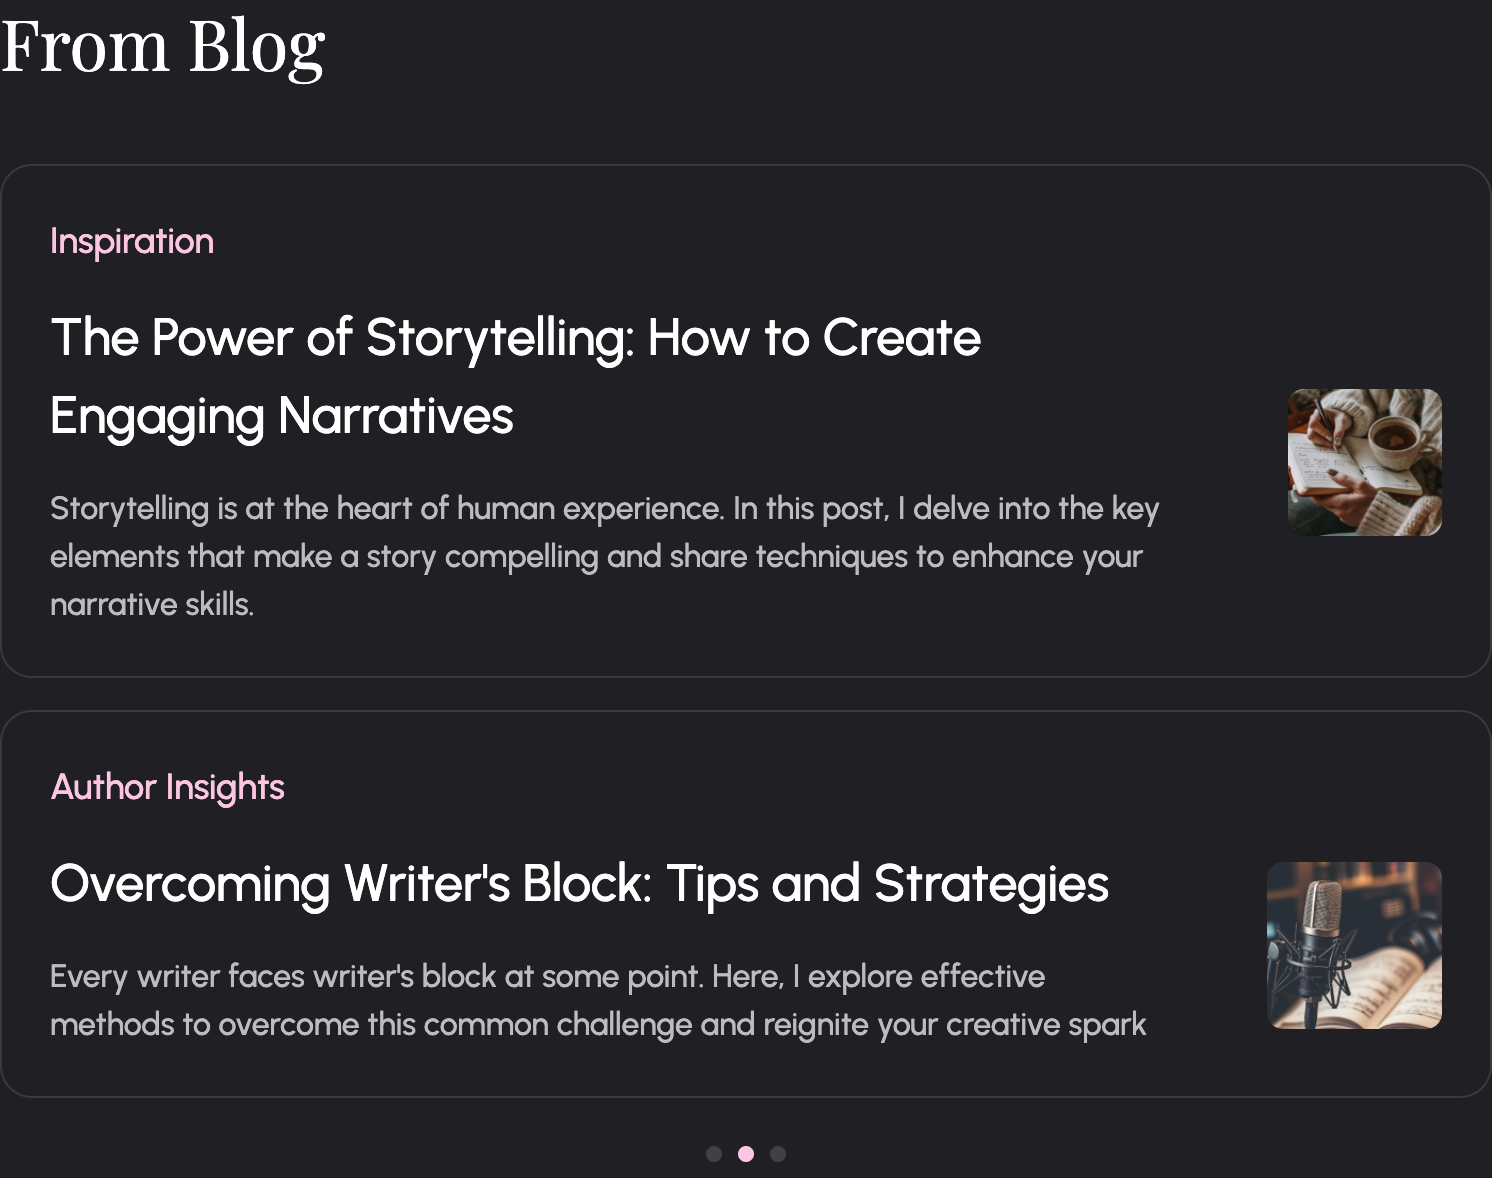 From Blog
Inspiration
The Power of Storytelling: How to Create
Engaging Narratives
Storytelling is at the heart of human experience. In this post, I delve into the key
elements that make a story compelling and share techniques to enhance your
narrative skills.
Author Insights
Overcoming Writer's Block: Tips and Strategies
Every writer faces writer's block at some point. Here, I explore effective
methods to overcome this common challenge and reignite your creative spark